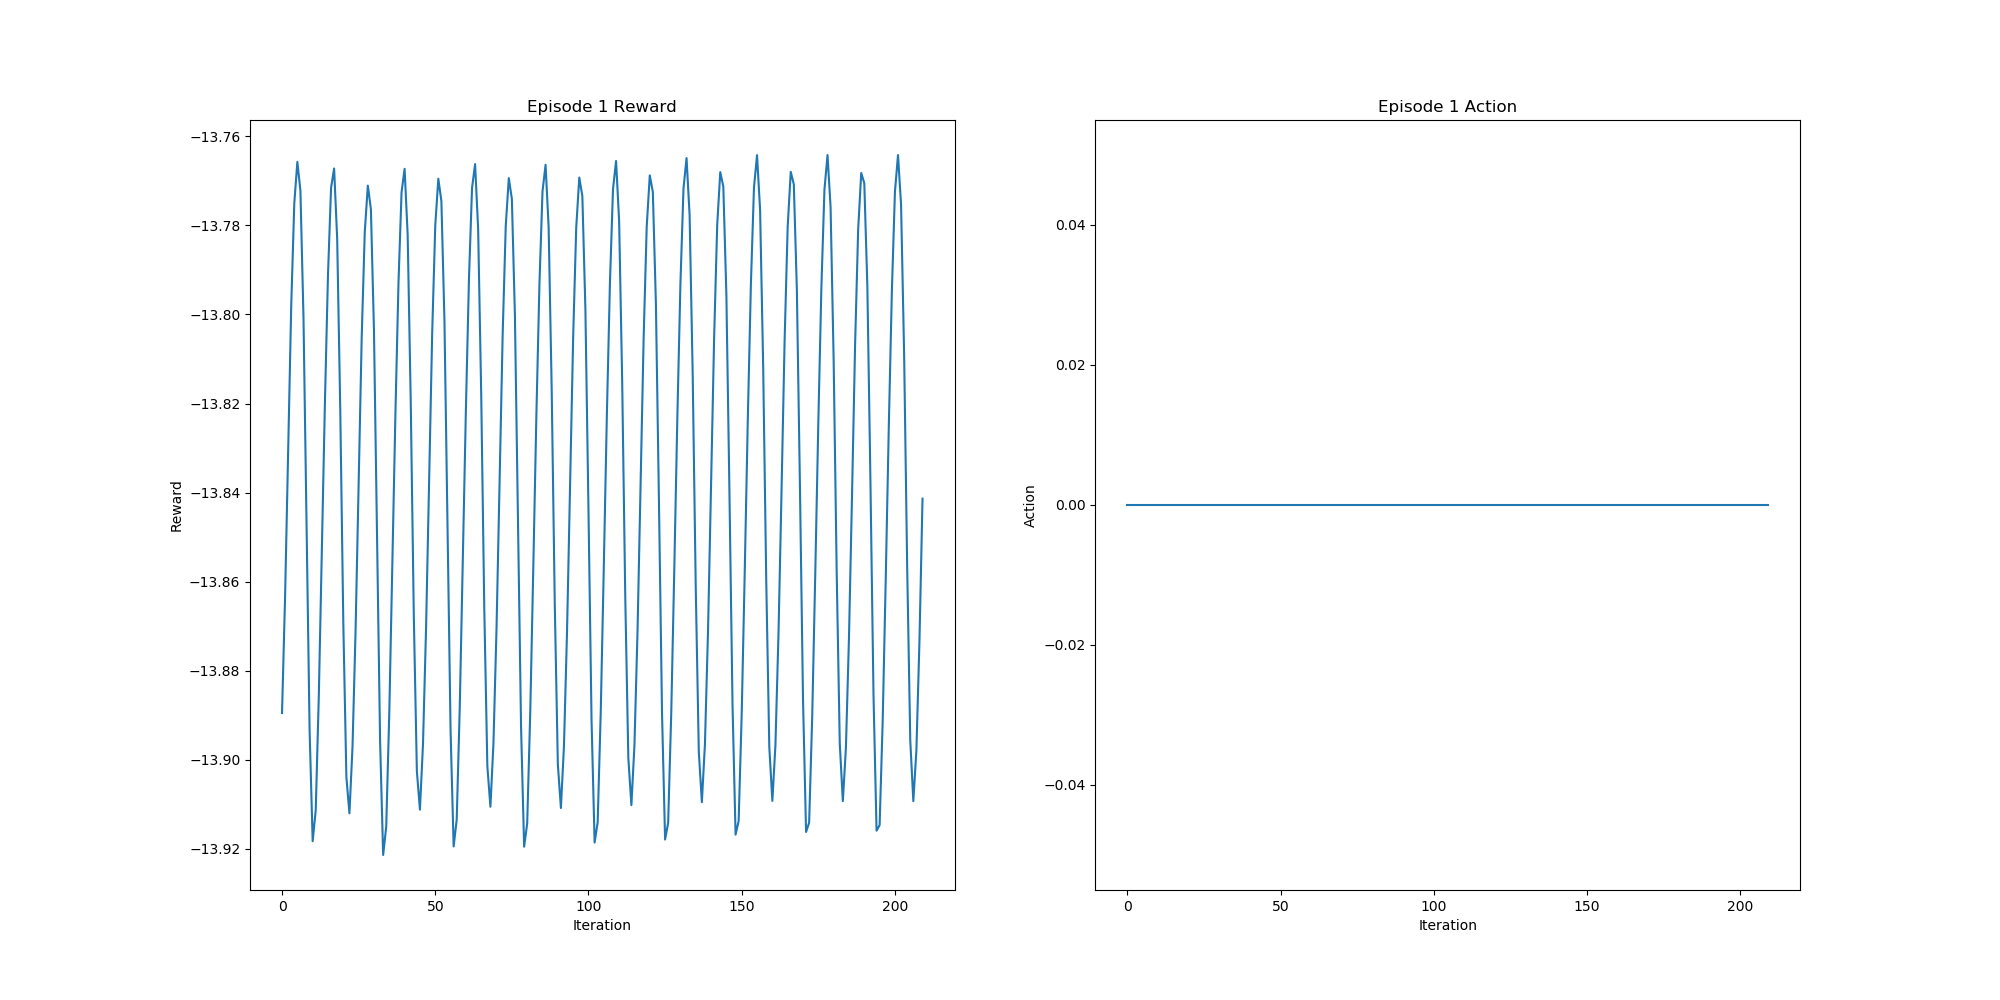 Episode 1 Reward
−13.76
−13.78
−13.80
−13.82
−13.84
−13.86
−13.88
−13.90
−13.92
Reward
0 50 100 150 200
Iteration
Episode 1 Action
0.04
0.02
0.00
−0.02
−0.04
Action
0 50 100 150 200
Iteration